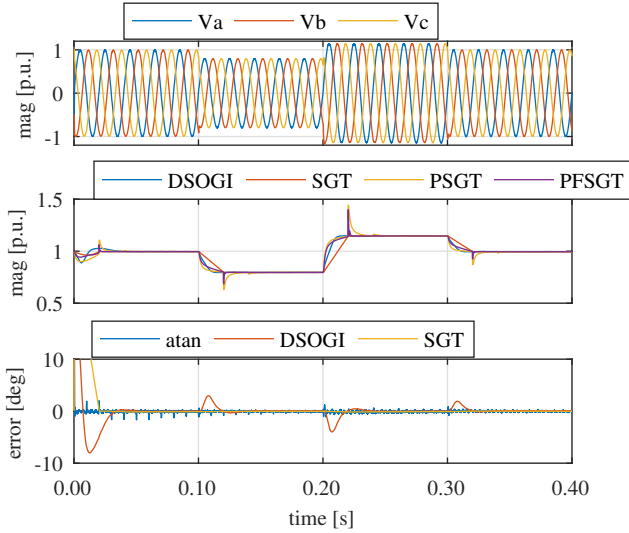 Va Vb Vc
1
0
-1
mag [p.u.]
DSOGI SGT PSGT PFSGT
1.5
1
0.5
mag [p.u.]
atan DSOGI SGT
10
0
-10
error [deg]
0.00 0.10 0.20 0.30 0.40
time [s]